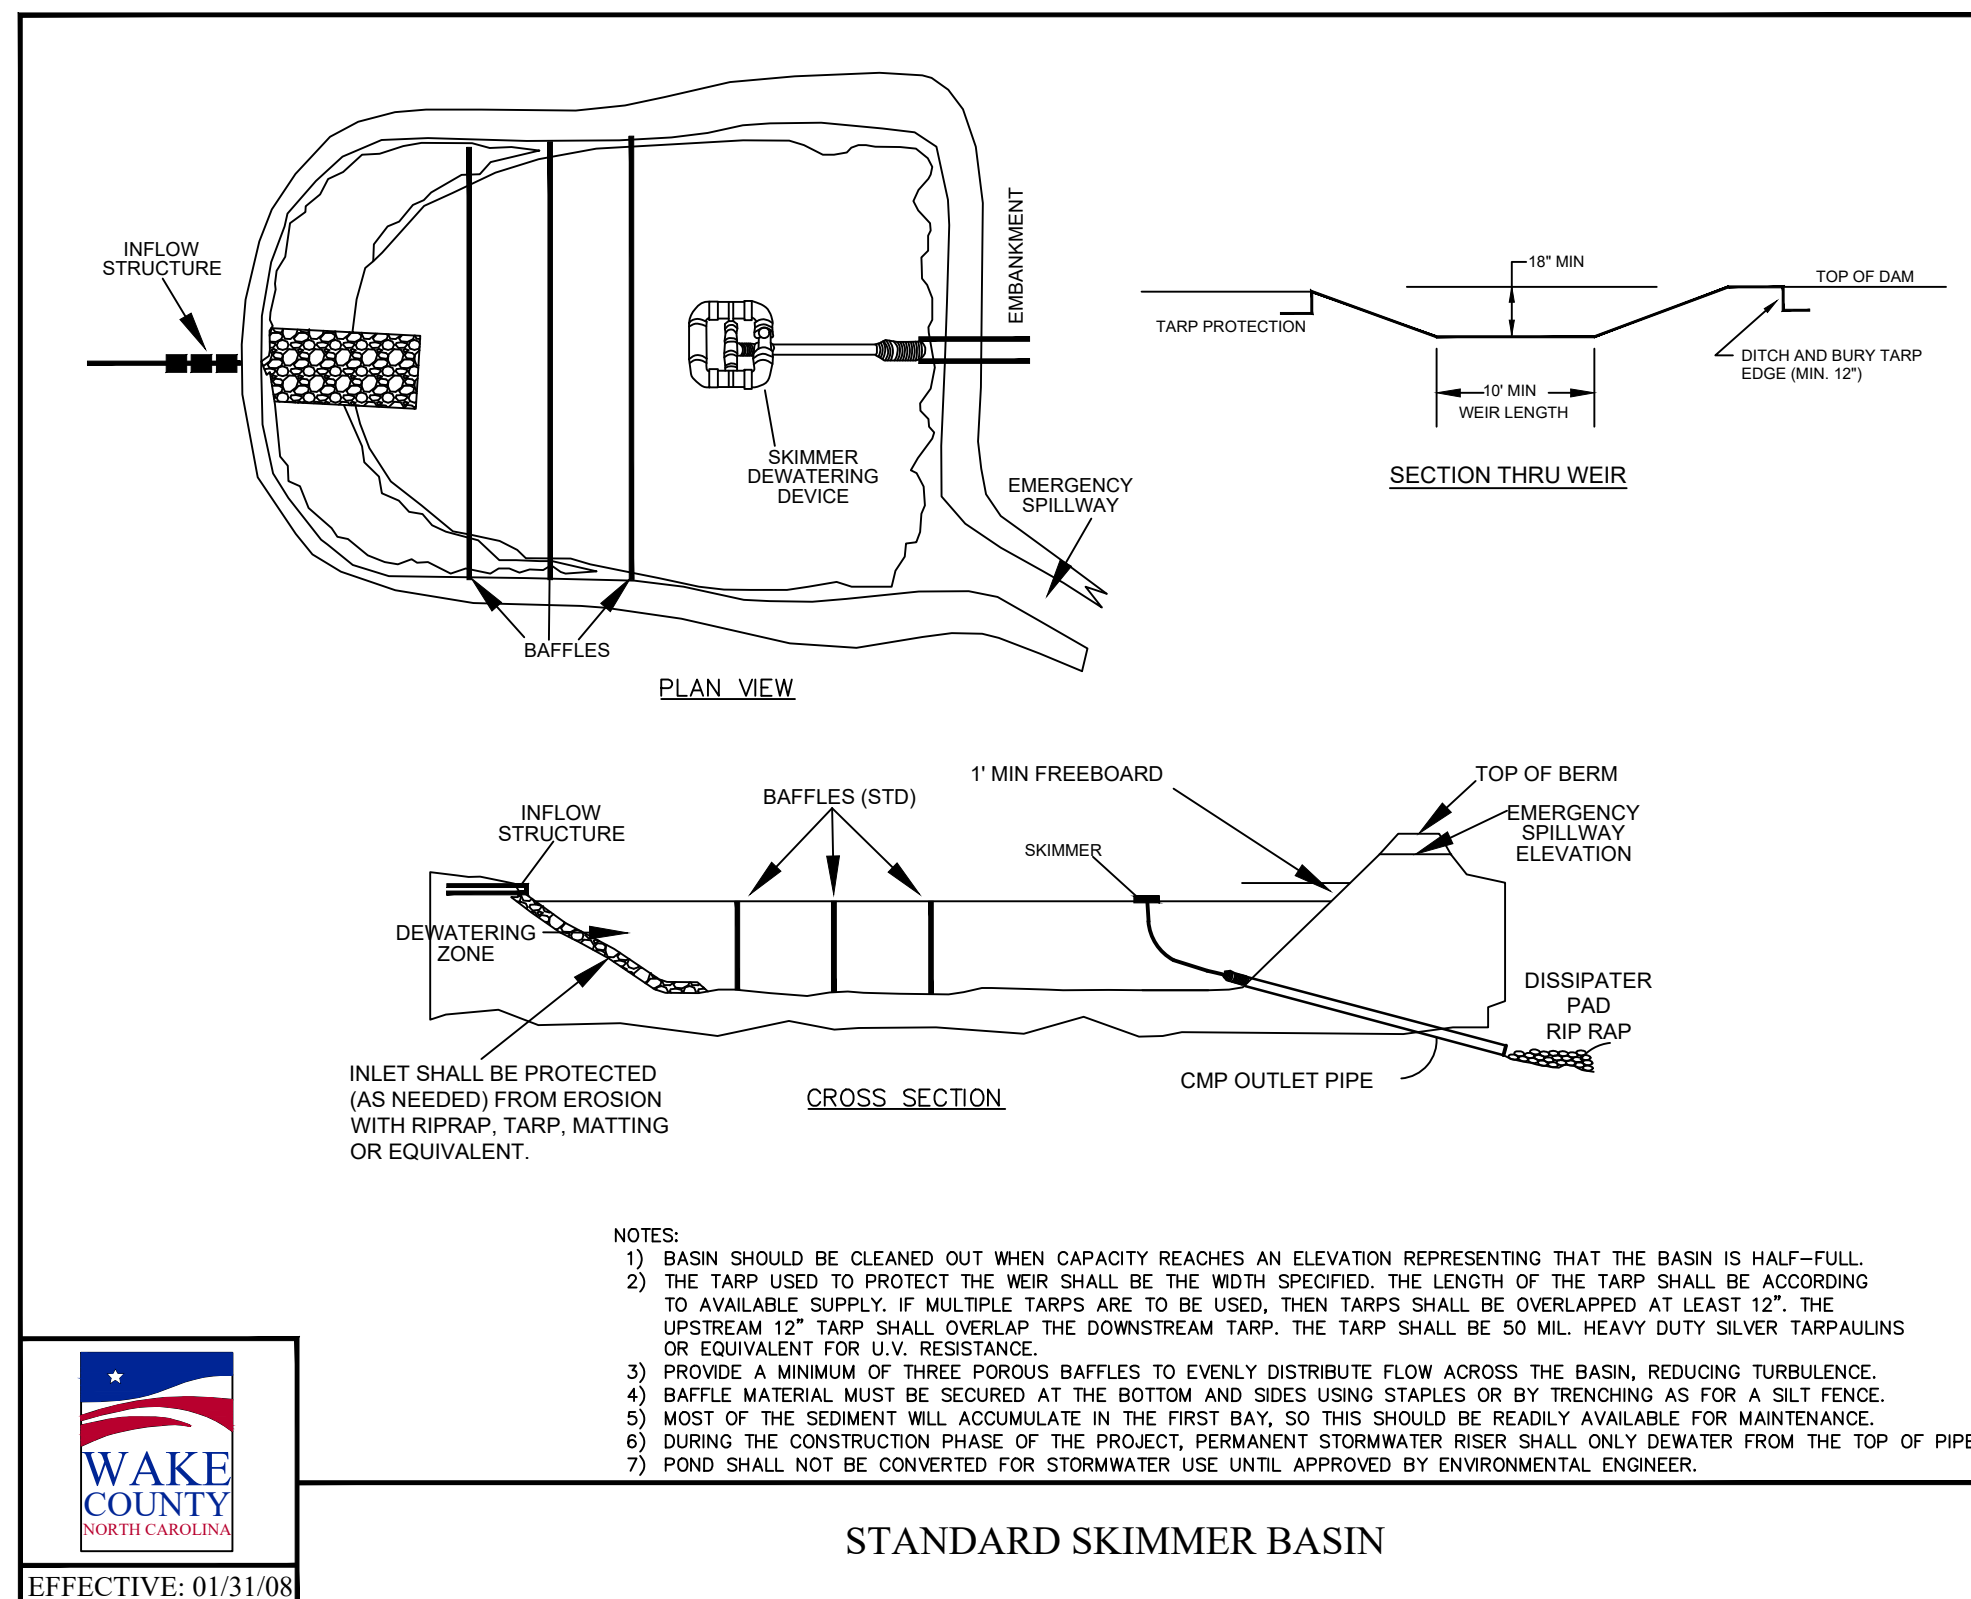 INFLOW
STRUCTURE
EMBANKMENT
SKIMMER
DEWATERING
DEVICE
EMERGENCY
SPILLWAY
BAFFLES
PLAN VIEW
18" MIN
TOP OF DAM
TARP PROTECTION
DITCH AND BURY TARP
EDGE (MIN. 12")
10' MIN
WEIR LENGTH
SECTION THRU WEIR
1' MIN FREEBOARD
TOP OF BERM
BAFFLES (STD)
INFLOW
STRUCTURE
EMERGENCY
SPILLWAY
ELEVATION
SKIMMER
DEWATERING
ZONE
DISSIPATER
PAD
RIP RAP
INLET SHALL BE PROTECTED
(AS NEEDED) FROM EROSION
WITH RIPRAP, TARP, MATTING
OR EQUIVALENT.
CMP OUTLET PIPE
CROSS SECTION
NOTES:
1) BASIN SHOULD BE CLEANED OUT WHEN CAPACITY REACHES AN ELEVATION REPRESENTING THAT THE BASIN IS HALF-FULL.
2) THE TARP USED TO PROTECT THE WEIR SHALL BE THE WIDTH SPECIFIED. THE LENGTH OF THE TARP SHALL BE ACCORDING
TO AVAILABLE SUPPLY. IF MULTIPLE TARPS ARE TO BE USED, THEN TARPS SHALL BE OVERLAPPED AT LEAST 12”. THE
UPSTREAM 12” TARP SHALL OVERLAP THE DOWNSTREAM TARP. THE TARP SHALL BE 50 MIL. HEAVY DUTY SILVER TARPAULINS
OR EQUIVALENT FOR U.V. RESISTANCE.
3) PROVIDE A MINIMUM OF THREE POROUS BAFFLES TO EVENLY DISTRIBUTE FLOW ACROSS THE BASIN, REDUCING TURBULENCE.
4) BAFFLE MATERIAL MUST BE SECURED AT THE BOTTOM AND SIDES USING STAPLES OR BY TRENCHING AS FOR A SILT FENCE.
5) MOST OF THE SEDIMENT WILL ACCUMULATE IN THE FIRST BAY, SO THIS SHOULD BE READILY AVAILABLE FOR MAINTENANCE.
6) DURING THE CONSTRUCTION PHASE OF THE PROJECT, PERMANENT STORMWATER RISER SHALL ONLY DEWATER FROM THE TOP OF PIPE
7) POND SHALL NOT BE CONVERTED FOR STORMWATER USE UNTIL APPROVED BY ENVIRONMENTAL ENGINEER.
WAKE
COUNTY
NORTH CAROLINA
STANDARD SKIMMER BASIN
EFFECTIVE: 01/31/08